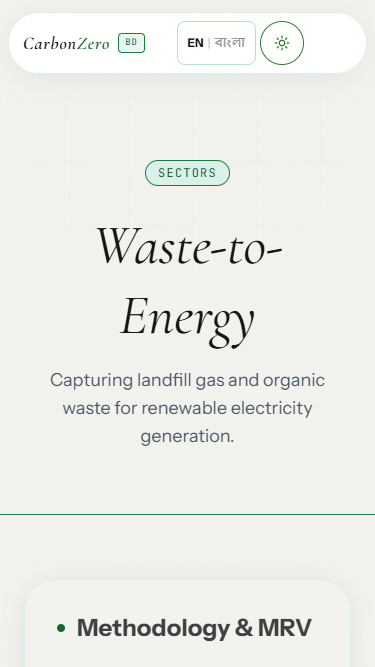 CarbonZero BD EN | বাংলা
SECTORS
Waste-to-
Energy
Capturing landfill gas and organic
waste for renewable electricity
generation.
Methodology & MRV